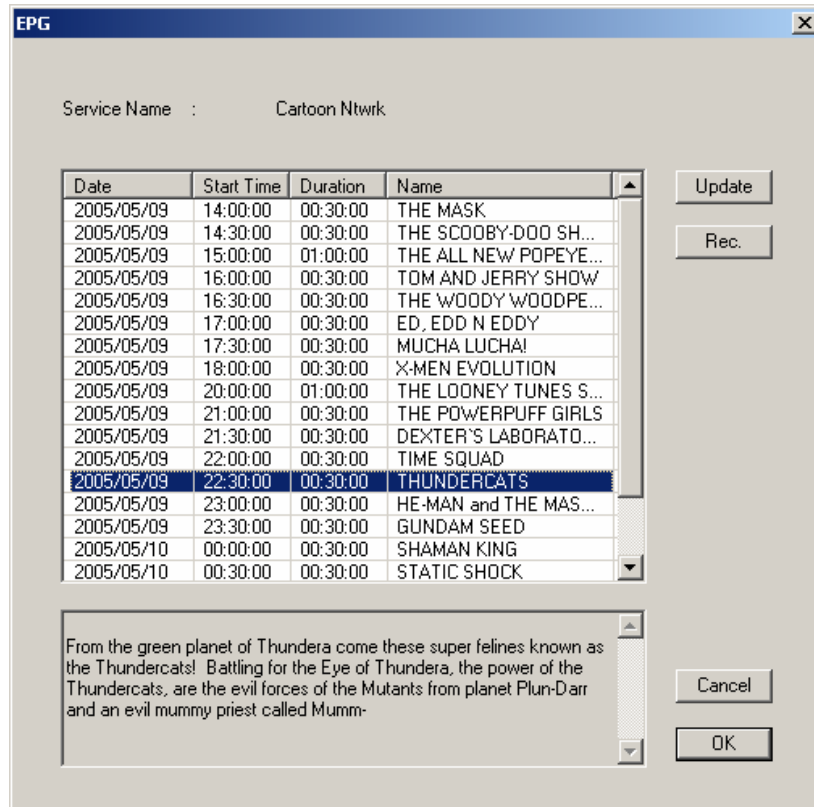 EPG
Service Name : Cartoon Ntwrk
Date Start Time Duration Name
2005/05/09 14:00:00 00:30:00 THE MASK
2005/05/09 14:30:00 00:30:00 THE SCOOBY-DOO SH...
2005/05/09 15:00:00 01:00:00 THE ALL NEW POPEYE...
2005/05/09 16:00:00 00:30:00 TOM AND JERRY SHOW
2005/05/09 16:30:00 00:30:00 THE WOODY WOODPE...
2005/05/09 17:00:00 00:30:00 ED, EDD N EDDY
2005/05/09 17:30:00 00:30:00 MUCHA LUCHA!
2005/05/09 18:00:00 00:30:00 X-MEN EVOLUTION
2005/05/09 20:00:00 01:00:00 THE LOONEY TUNES S...
2005/05/09 21:00:00 00:30:00 THE POWERPUFF GIRLS
2005/05/09 21:30:00 00:30:00 DEXTER`S LABORATO...
2005/05/09 22:00:00 00:30:00 TIME SQUAD
2005/05/09 22:30:00 00:30:00 THUNDERCATS
2005/05/09 23:00:00 00:30:00 HE-MAN and THE MAS...
2005/05/09 23:30:00 00:30:00 GUNDAM SEED
2005/05/10 00:00:00 00:30:00 SHAMAN KING
2005/05/10 00:30:00 00:30:00 STATIC SHOCK
Update
Rec.
From the green planet of Thundera come these super felines known as
the Thundercats! Battling for the Eye of Thundera, the power of the
Thundercats, are the evil forces of the Mutants from planet Plun-Darr
and an evil mummy priest called Mumm-
Cancel
OK